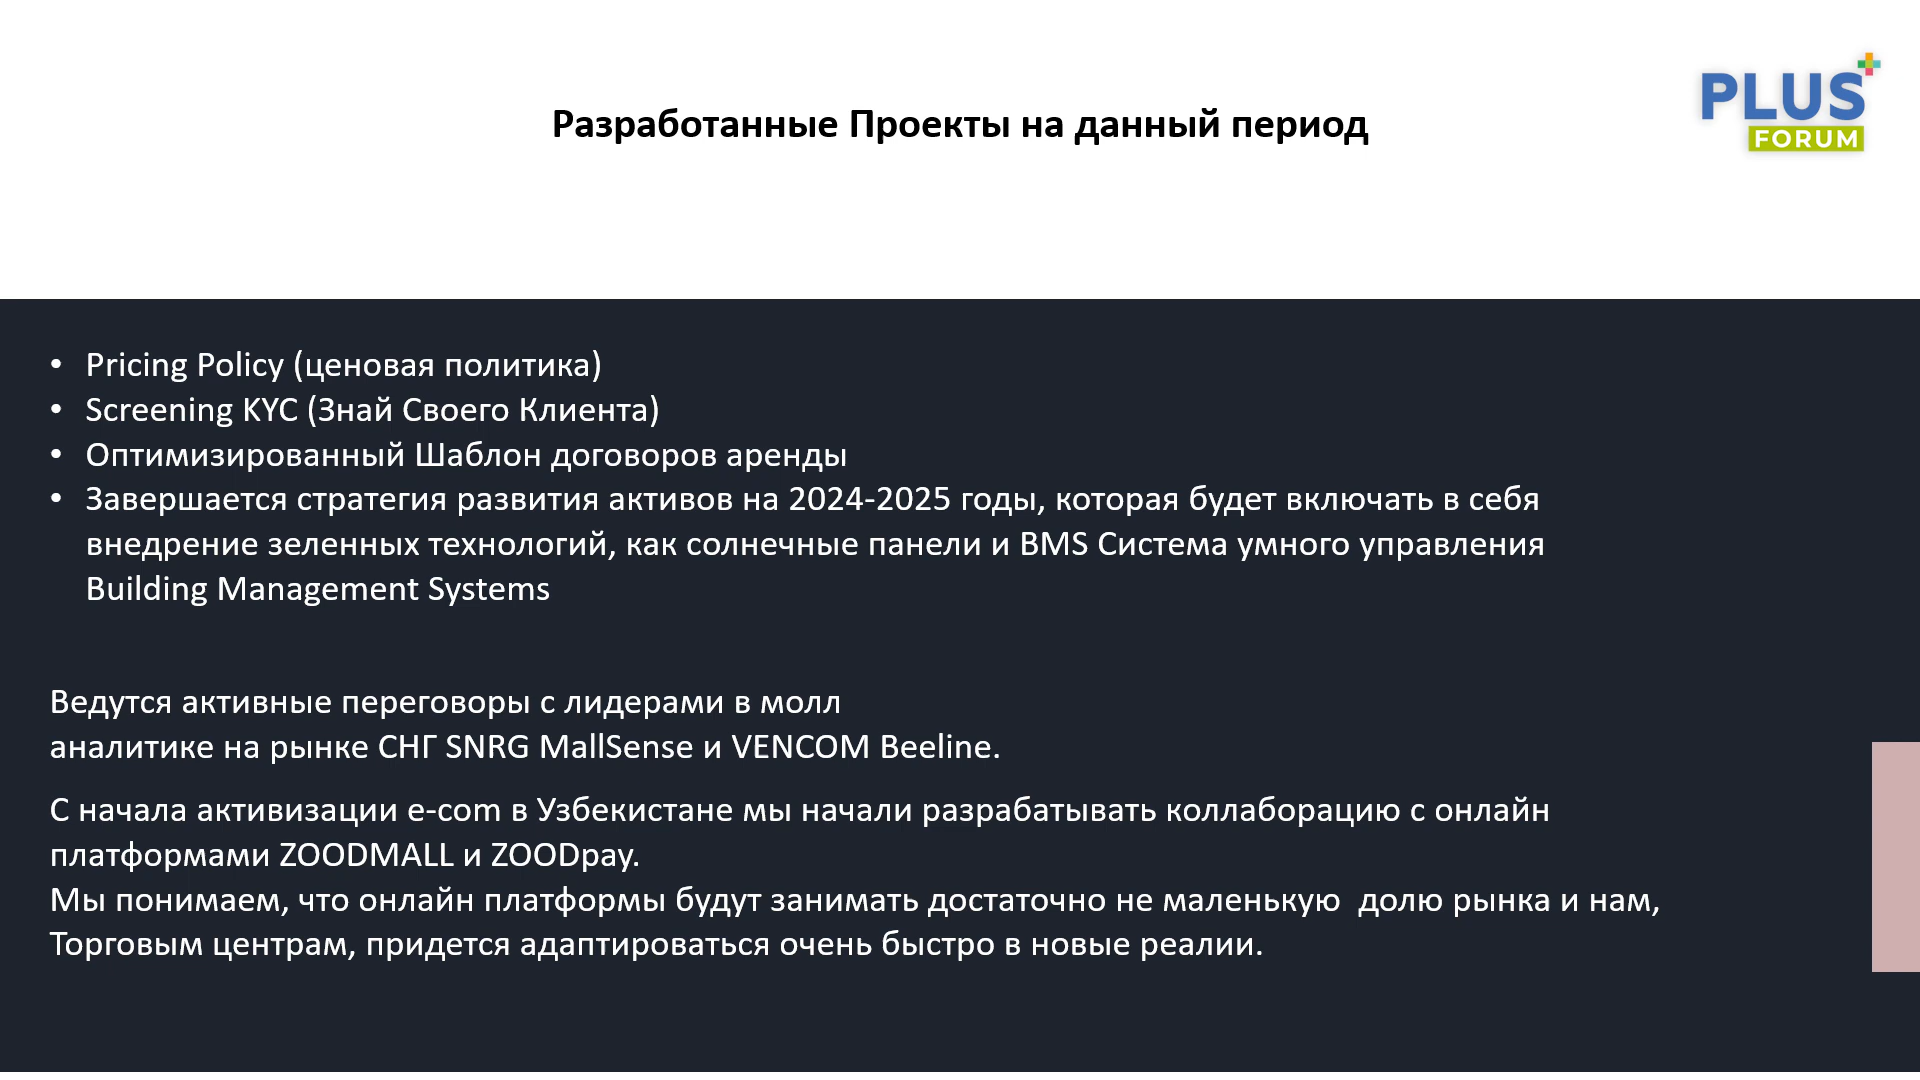 PLUS
FORUM
Разработанные Проекты на данный период
• Pricing Policy (ценовая политика)
• Screening KYC (Знай Своего Клиента)
• Оптимизированный Шаблон договоров аренды
• Завершается стратегия развития активов на 2024-2025 годы, которая будет включать в себя
внедрение зеленных технологий, как солнечные панели и BMS Система умного управления
Building Management Systems
Ведутся активные переговоры с лидерами в молл
аналитике на рынке СНГ SNRG MallSense и VENCOM Beeline.
С начала активизации e-com в Узбекистане мы начали разрабатывать коллаборацию с онлайн
платформами ZOODMALL и ZOODpay.
Мы понимаем, что онлайн платформы будут занимать достаточно не маленькую  долю рынка и нам,
Торговым центрам, придется адаптироваться очень быстро в новые реалии.